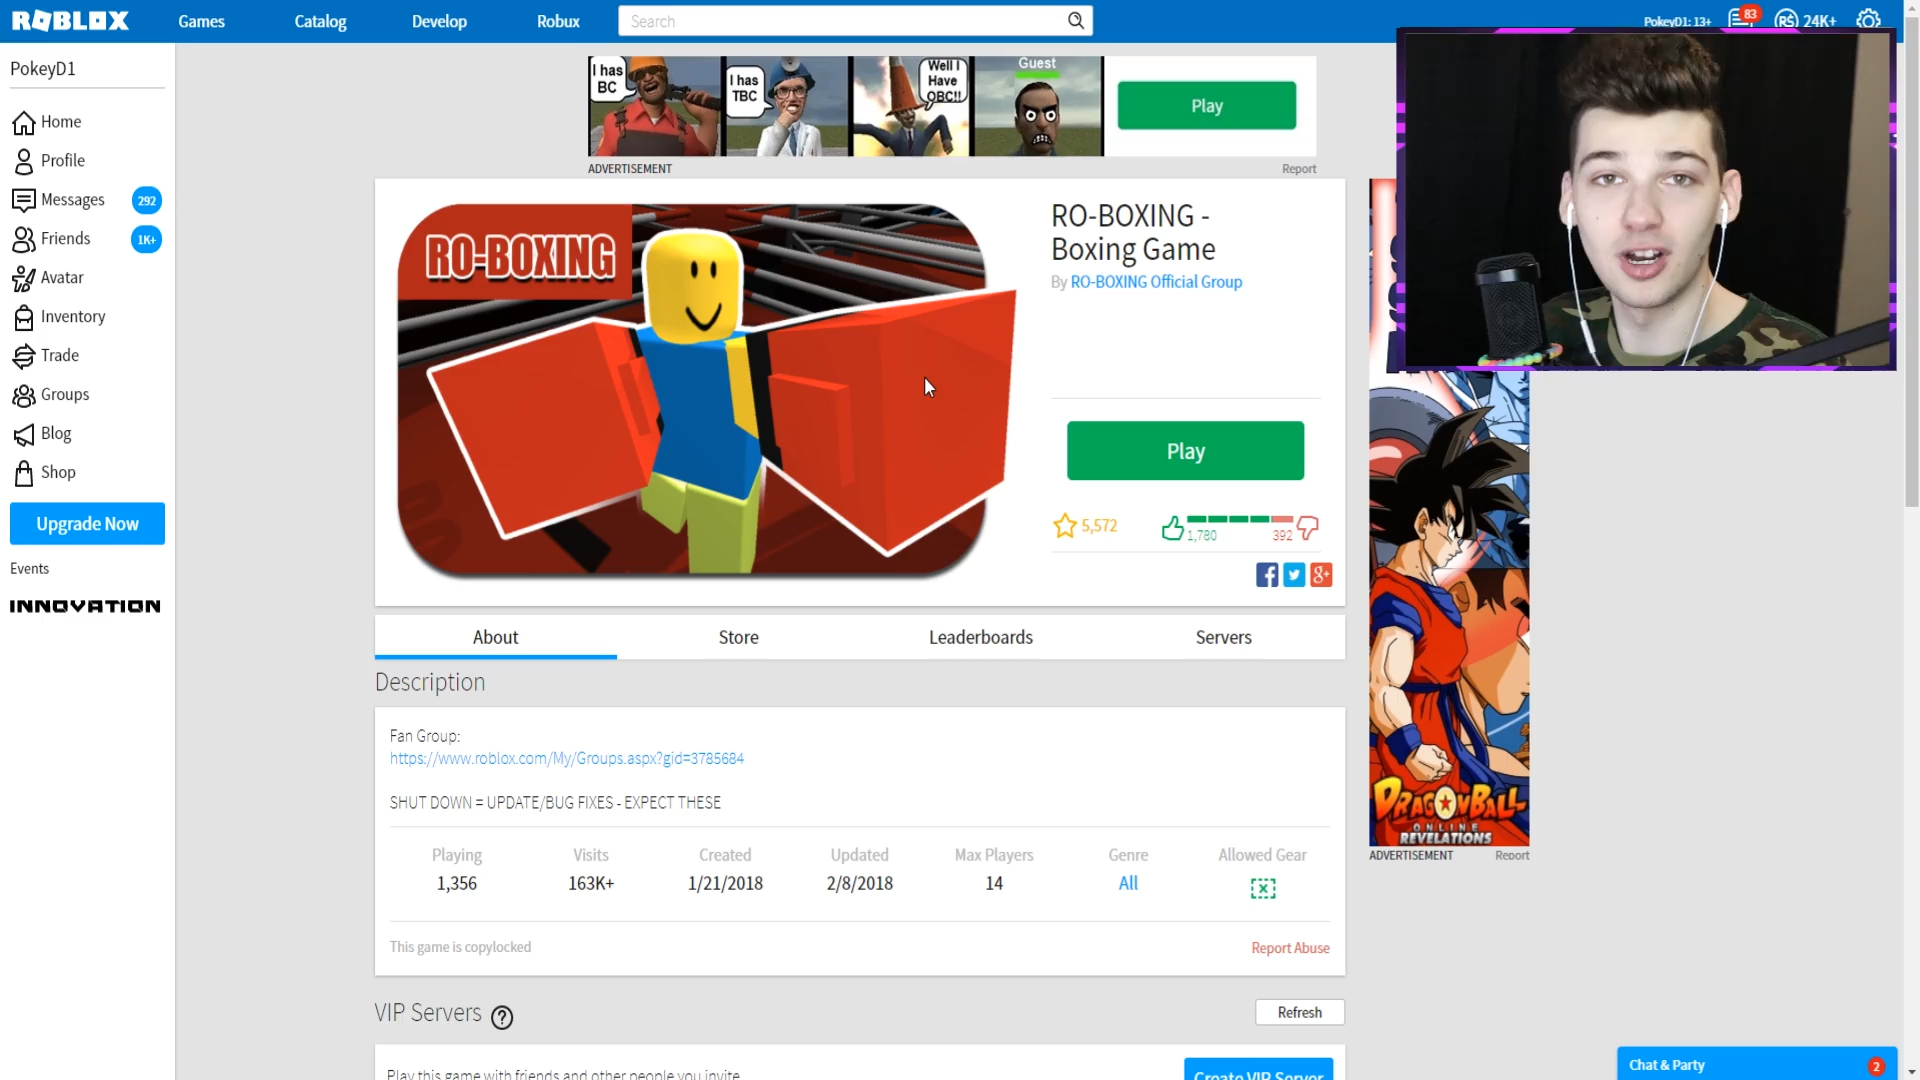 ROBLOX
Games
Catalog
Develop
Robux
Search
PokeyD1: 13+
83
R$ 24K+
PokeyD1
Home
Profile
Messages 292
Friends 1K+
Avatar
Inventory
Trade
Groups
Blog
Shop
Upgrade Now
Events
INNOVATION
I has
BC
I has
TBC
Well I
Have
OBC!!
Guest
Play
ADVERTISEMENT
Report
RO-BOXING
RO-BOXING -
Boxing Game
By RO-BOXING Official Group
Play
5,572
1,780
392
About
Store
Leaderboards
Servers
Description
Fan Group:
https://www.roblox.com/My/Groups.aspx?gid=3785684
SHUT DOWN = UPDATE/BUG FIXES - EXPECT THESE
Playing
Visits
Created
Updated
Max Players
Genre
Allowed Gear
1,356
163K+
1/21/2018
2/8/2018
14
All
This game is copylocked
Report Abuse
VIP Servers ?
Refresh
Play this game with friends and other people you invite
Create VIP Server
DRAGONBALL
ONLINE
REVELATIONS
ADVERTISEMENT
Report
Chat & Party
2